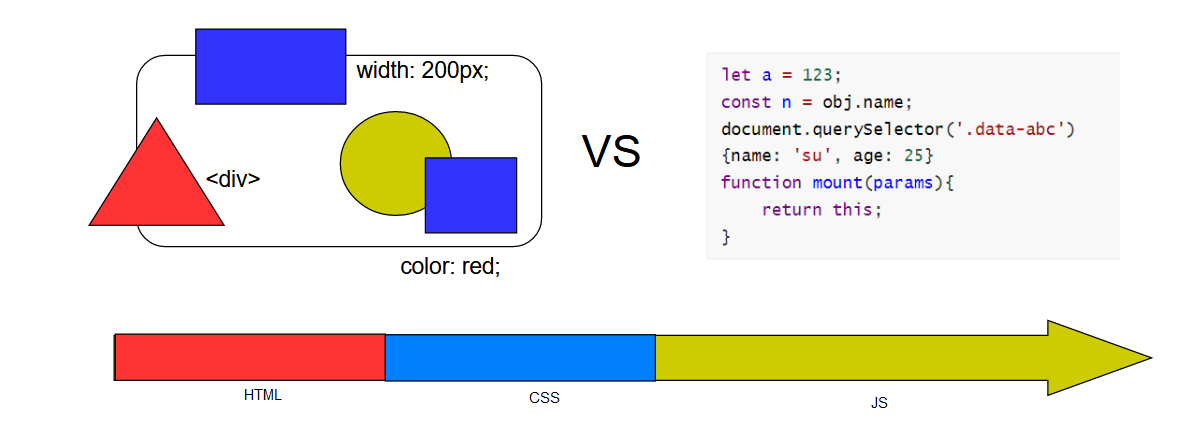 width: 200px;
<div>
color: red;
VS
let a = 123;
const n = obj.name;
document.querySelector('.data-abc')
{name: 'su', age: 25}
function mount(params){
    return this;
}
HTML
CSS
JS